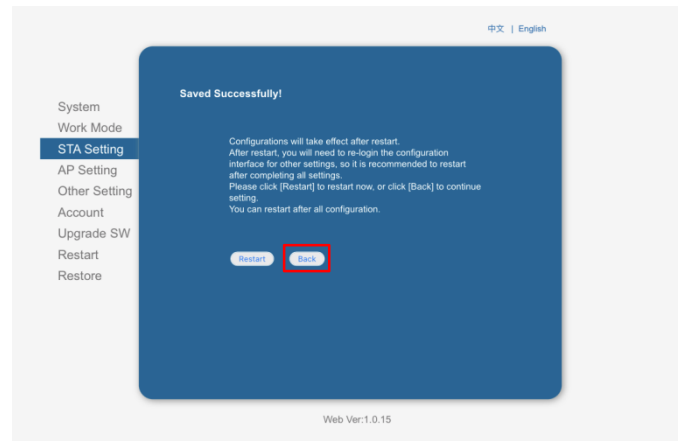 中文 | English
Saved Successfully!
System
Work Mode
STA Setting
AP Setting
Other Setting
Account
Upgrade SW
Restart
Restore
Configurations will take effect after restart.
After restart, you will need to re-login the configuration
interface for other settings, so it is recommended to restart
after completing all settings.
Please click [Restart] to restart now, or click [Back] to continue
setting.
You can restart after all configuration.
Restart Back
Web Ver:1.0.15